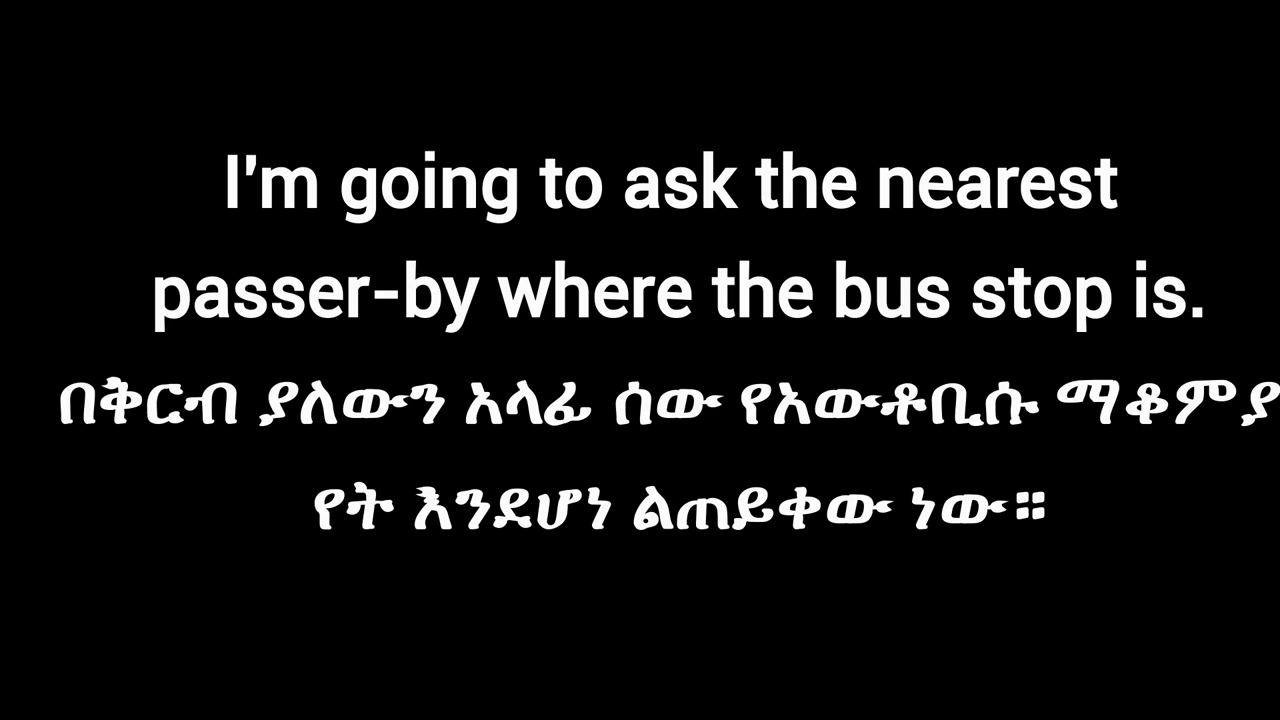 I'm going to ask the nearest
passer-by where the bus stop is.
በቅርብ ያለውን አላፊ ሰው የአውቶቢሱ ማቆምያ
የት እንደሆነ ልጠይቀው ነው።